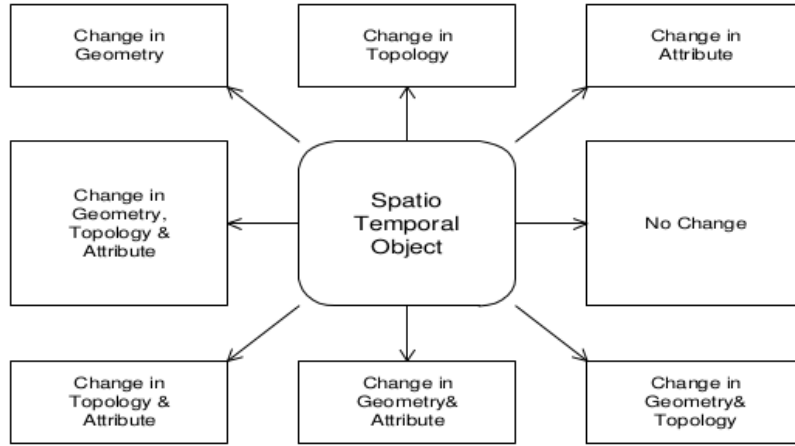 Change in
Geometry
Change in
Topology
Change in
Attribute
Change in
Geometry,
Topology &
Attribute
Spatio
Temporal
Object
No Change
Change in
Topology &
Attribute
Change in
Geometry&
Attribute
Change in
Geometry&
Topology